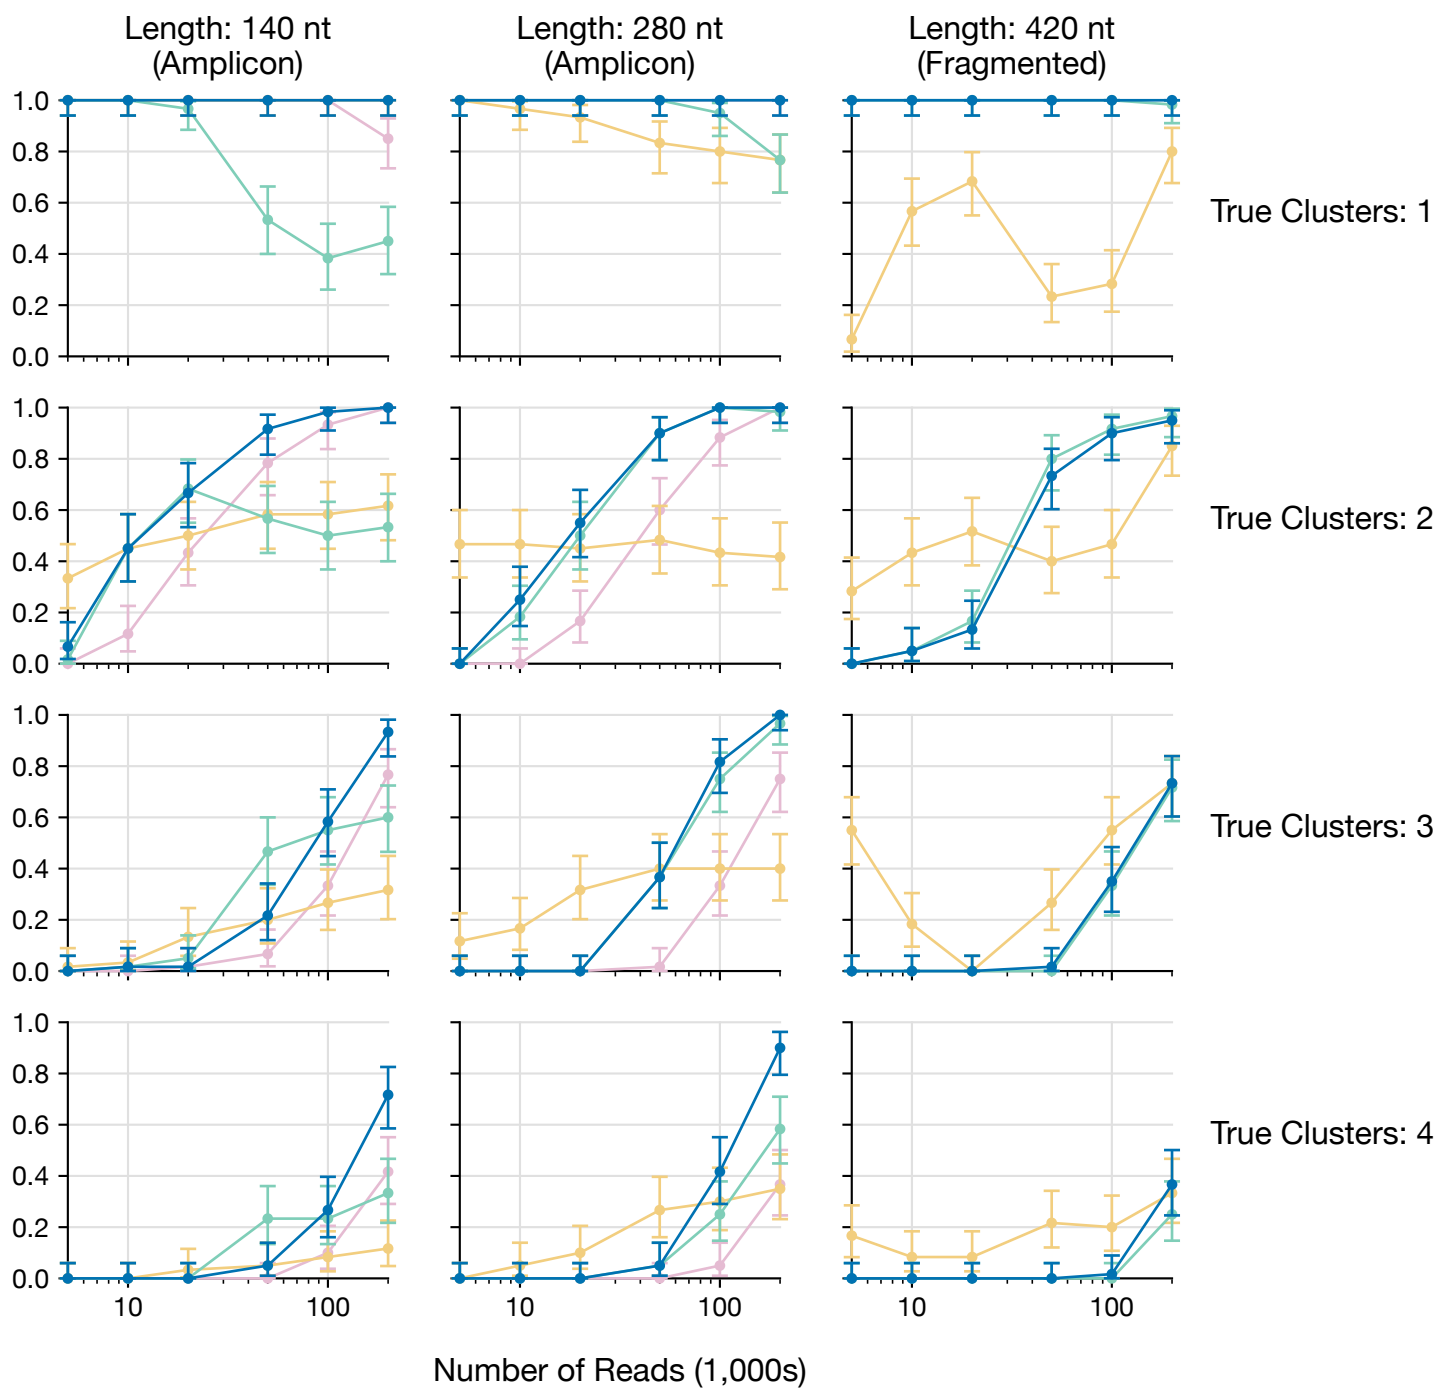 Length: 140 nt
(Amplicon)
Length: 280 nt
(Amplicon)
Length: 420 nt
(Fragmented)
1.0
0.8
0.6
0.4
0.2
0.0
True Clusters: 1
1.0
0.8
0.6
0.4
0.2
0.0
True Clusters: 2
1.0
0.8
0.6
0.4
0.2
0.0
True Clusters: 3
1.0
0.8
0.6
0.4
0.2
0.0
True Clusters: 4
10 100
10 100
10 100
Number of Reads (1,000s)